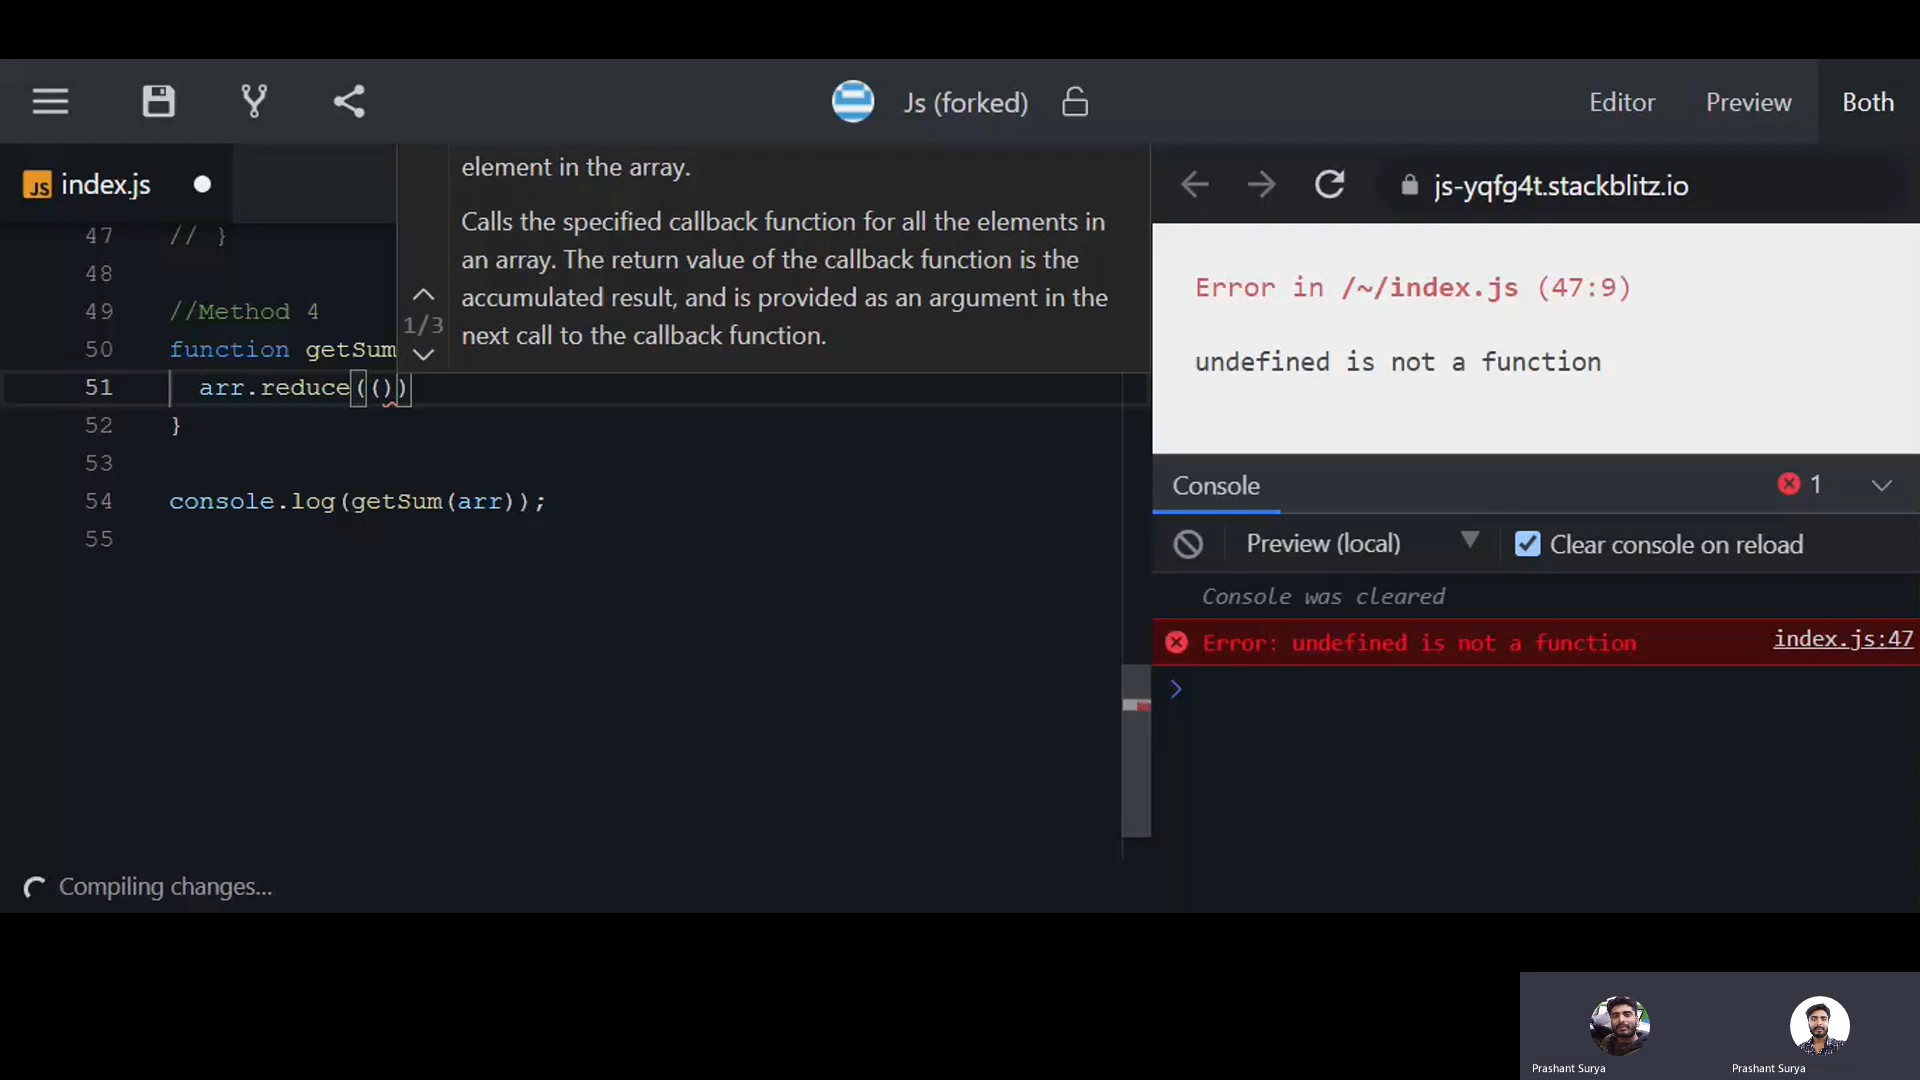 Js (forked)
Editor
Preview
Both
JS index.js
js-yqfg4t.stackblitz.io
element in the array.
Calls the specified callback function for all the elements in
an array. The return value of the callback function is the
accumulated result, and is provided as an argument in the
next call to the callback function.
1/3
47 // }
48
49 //Method 4
50 function getSum
51 arr.reduce(())
52 }
53
54 console.log(getSum(arr));
55
Compiling changes...
Error in /~/index.js (47:9)
undefined is not a function
Console
1
Preview (local)
Clear console on reload
Console was cleared
Error: undefined is not a function
index.js:47
>
Prashant Surya
Prashant Surya